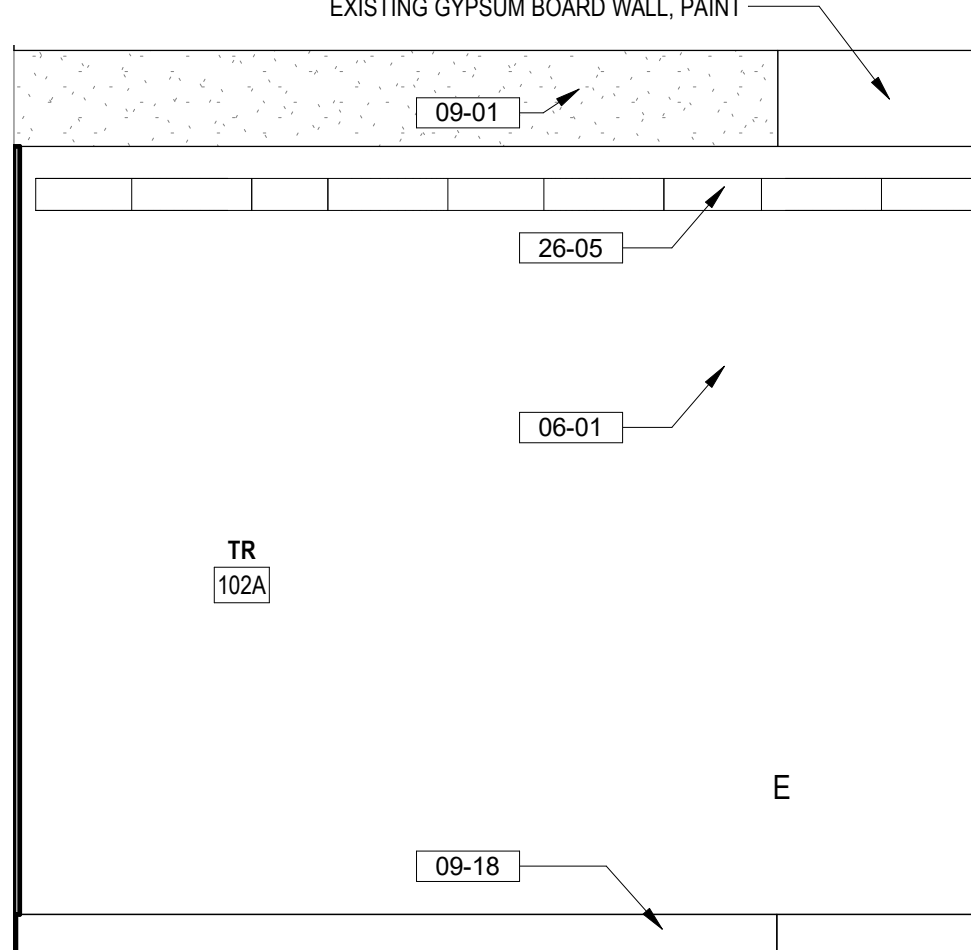 EXISTING GYPSUM BOARD WALL, PAINT
09-01
26-05
06-01
TR
102A
E
09-18